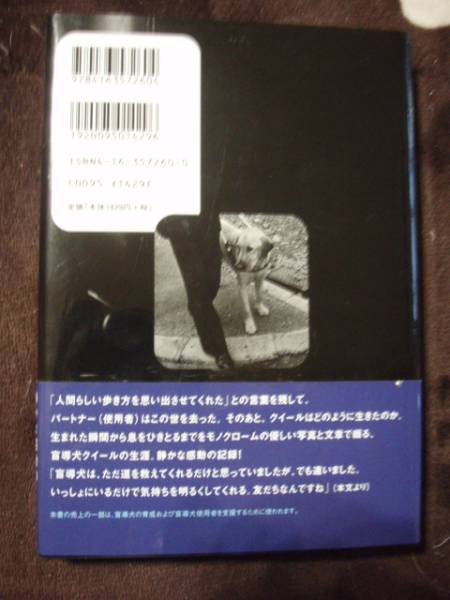 9784163572604
1920095014296
ISBN4-16-357260-0
C0095 ¥1429E
定価「本体1429円+税」
「人間らしい歩き方を思い出させてくれた」との言葉を残して、
パートナー(使用者)はこの世を去った。そのあと、クイールはどのように生きたのか。
生まれた瞬間から息をひきとるまでをモノクロームの優しい写真と文章で綴る、
盲導犬クイールの生涯。静かな感動の記録!
「盲導犬は、ただ道を教えてくれるだけと思っていましたが、でも違いました。
いっしょにいるだけで気持ちを明るくしてくれる、友だちなんですね」(本文より)
本書の売上の一部は、盲導犬の育成および盲導犬使用者を支援するために使われます。